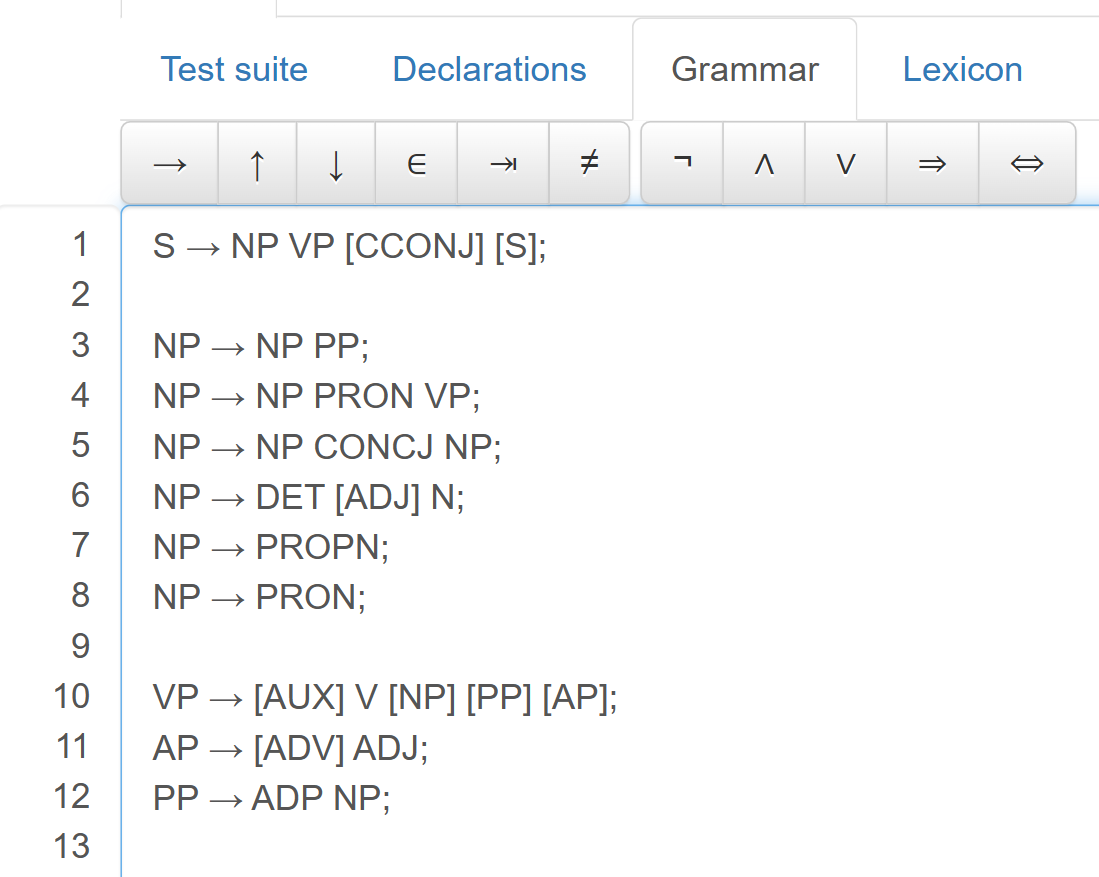 Test suite Declarations Grammar Lexicon
→ ↑ ↓ ∈ ⇥ ≠ ¬ ∧ ∨ ⇒ ⇔
1 S → NP VP [CCONJ] [S];
2
3 NP → NP PP;
4 NP → NP PRON VP;
5 NP → NP CONCJ NP;
6 NP → DET [ADJ] N;
7 NP → PROPN;
8 NP → PRON;
9
10 VP → [AUX] V [NP] [PP] [AP];
11 AP → [ADV] ADJ;
12 PP → ADP NP;
13